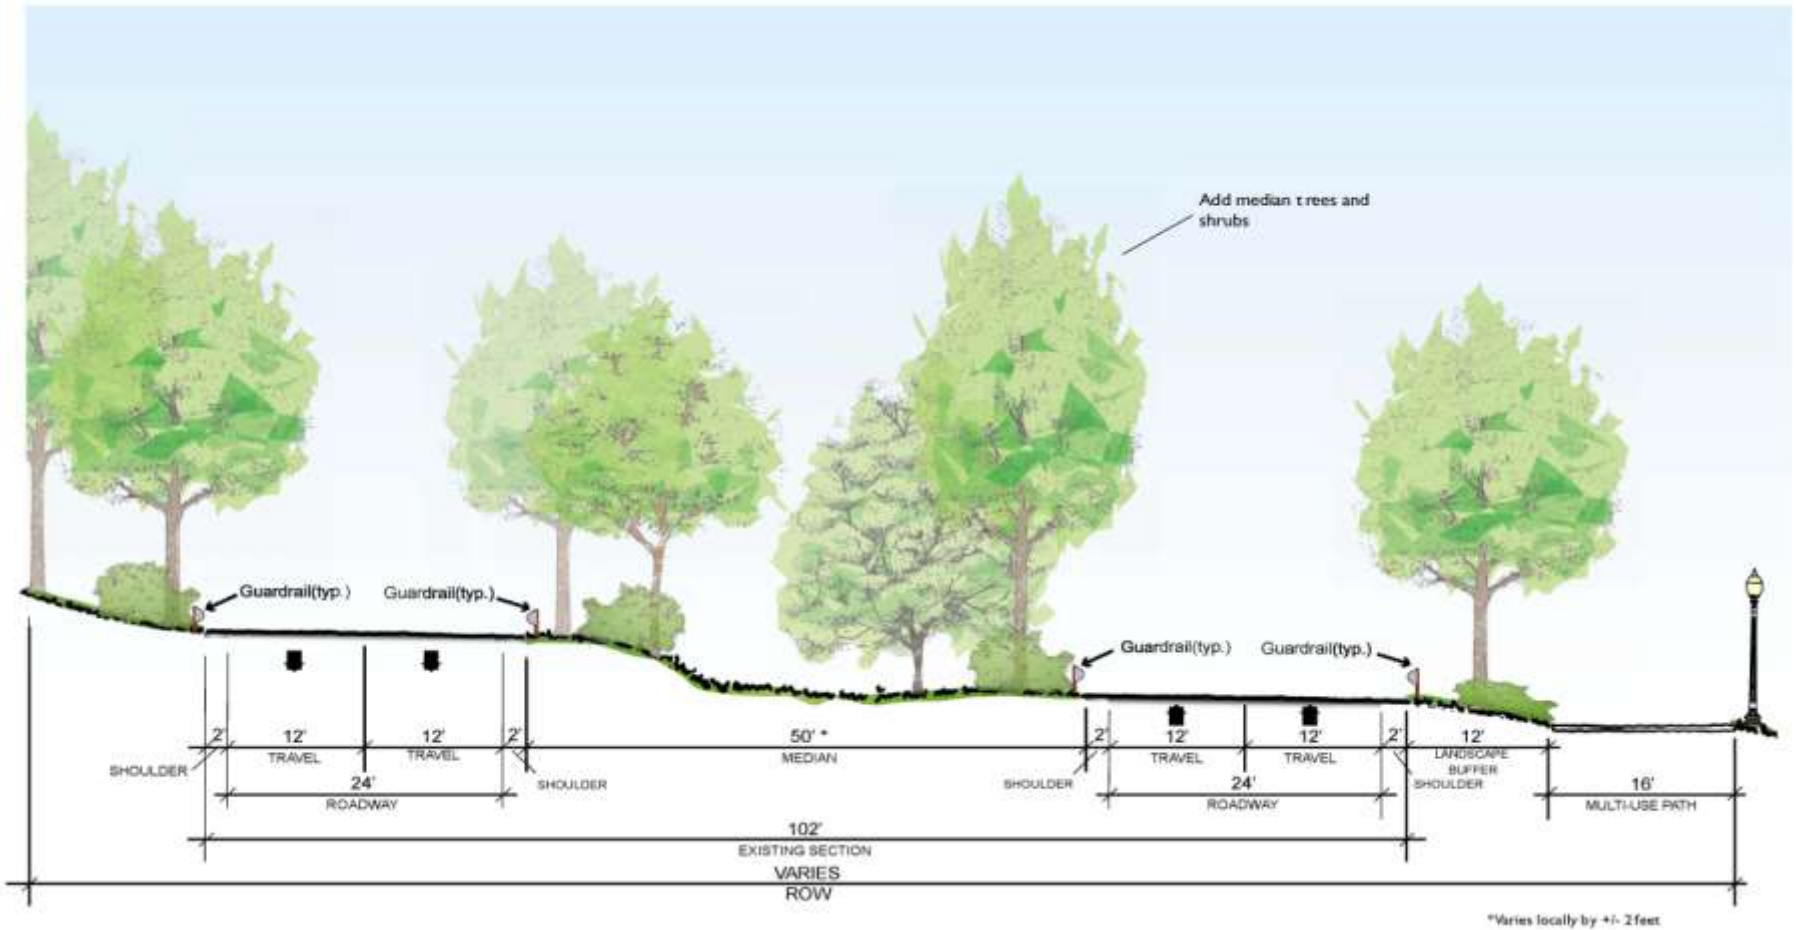 Add median trees and
shrubs
Guardrail(typ.)
Guardrail(typ.)
Guardrail(typ.)
Guardrail(typ.)
2'
12'
12'
2'
50' *
2'
12'
12'
2'
12'
TRAVEL
TRAVEL
MEDIAN
TRAVEL
TRAVEL
LANDSCAPE
BUFFER
SHOULDER
SHOULDER
SHOULDER
SHOULDER
24'
ROADWAY
24'
ROADWAY
16'
MULTI-USE PATH
102'
EXISTING SECTION
VARIES
ROW
*Varies locally by +/- 2 feet